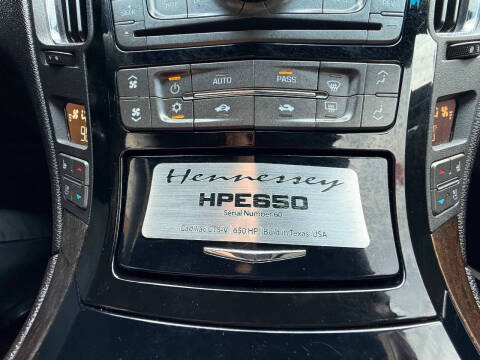 AUTO PASS
Hennessey
HPE650
Serial Number 60
Cadillac CTS-V 650 HP Built in Texas, USA